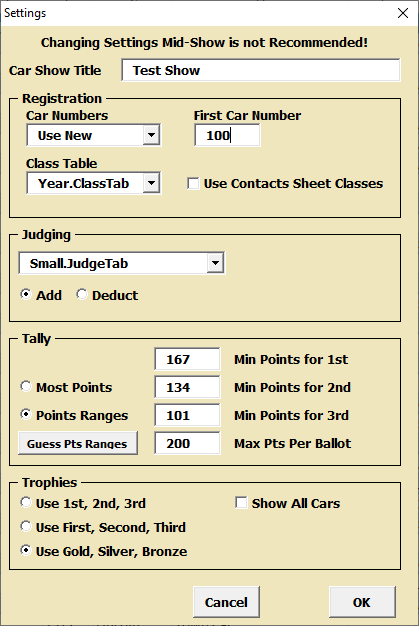 Settings
Changing Settings Mid-Show is not Recommended!
Car Show Title Test Show
Registration
Car Numbers First Car Number
Use New 100
Class Table
Year.ClassTab Use Contacts Sheet Classes
Judging
Small.JudgeTab
Add Deduct
Tally
167 Min Points for 1st
Most Points 134 Min Points for 2nd
Points Ranges 101 Min Points for 3rd
Guess Pts Ranges 200 Max Pts Per Ballot
Trophies
Use 1st, 2nd, 3rd Show All Cars
Use First, Second, Third
Use Gold, Silver, Bronze
Cancel OK